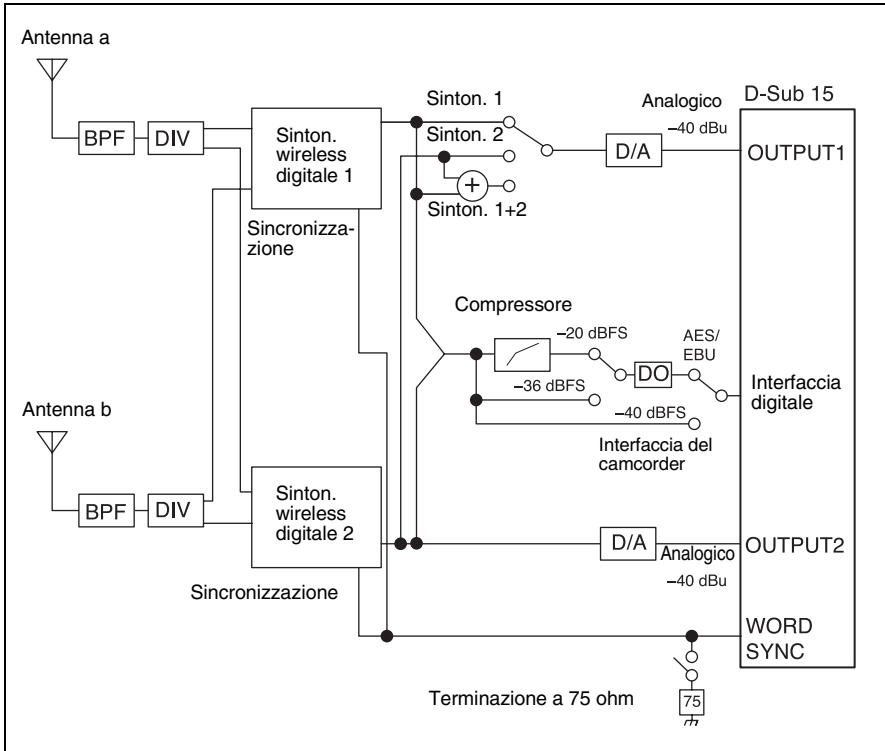 Antenna a
BPF
DIV
Sinton.
wireless
digitale 1
Sincronizza-
zione
Sinton. 1
Sinton. 2
Sinton. 1+2
Analogico
–40 dBu
D/A
D-Sub 15
OUTPUT1
Compressore
–20 dBFS
–36 dBFS
–40 dBFS
DO
AES/
EBU
Interfaccia del
camcorder
Interfaccia
digitale
Antenna b
BPF
DIV
Sinton.
wireless
digitale 2
Sincronizzazione
D/A
Analogico
–40 dBu
OUTPUT2
WORD
SYNC
Terminazione a 75 ohm
75